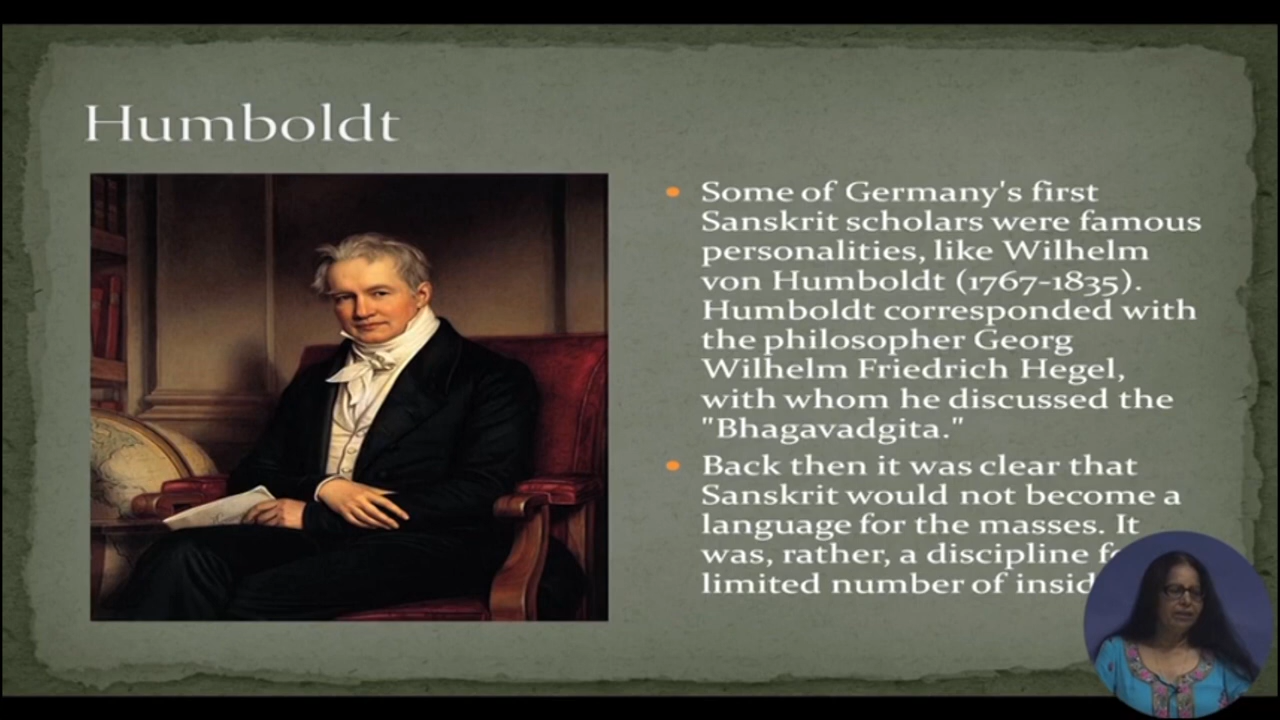 Humboldt
Some of Germany's first
Sanskrit scholars were famous
personalities, like Wilhelm
von Humboldt (1767-1835).
Humboldt corresponded with
the philosopher Georg
Wilhelm Friedrich Hegel,
with whom he discussed the
"Bhagavadgita."
Back then it was clear that
Sanskrit would not become a
language for the masses. It
was, rather, a discipline
limited number of